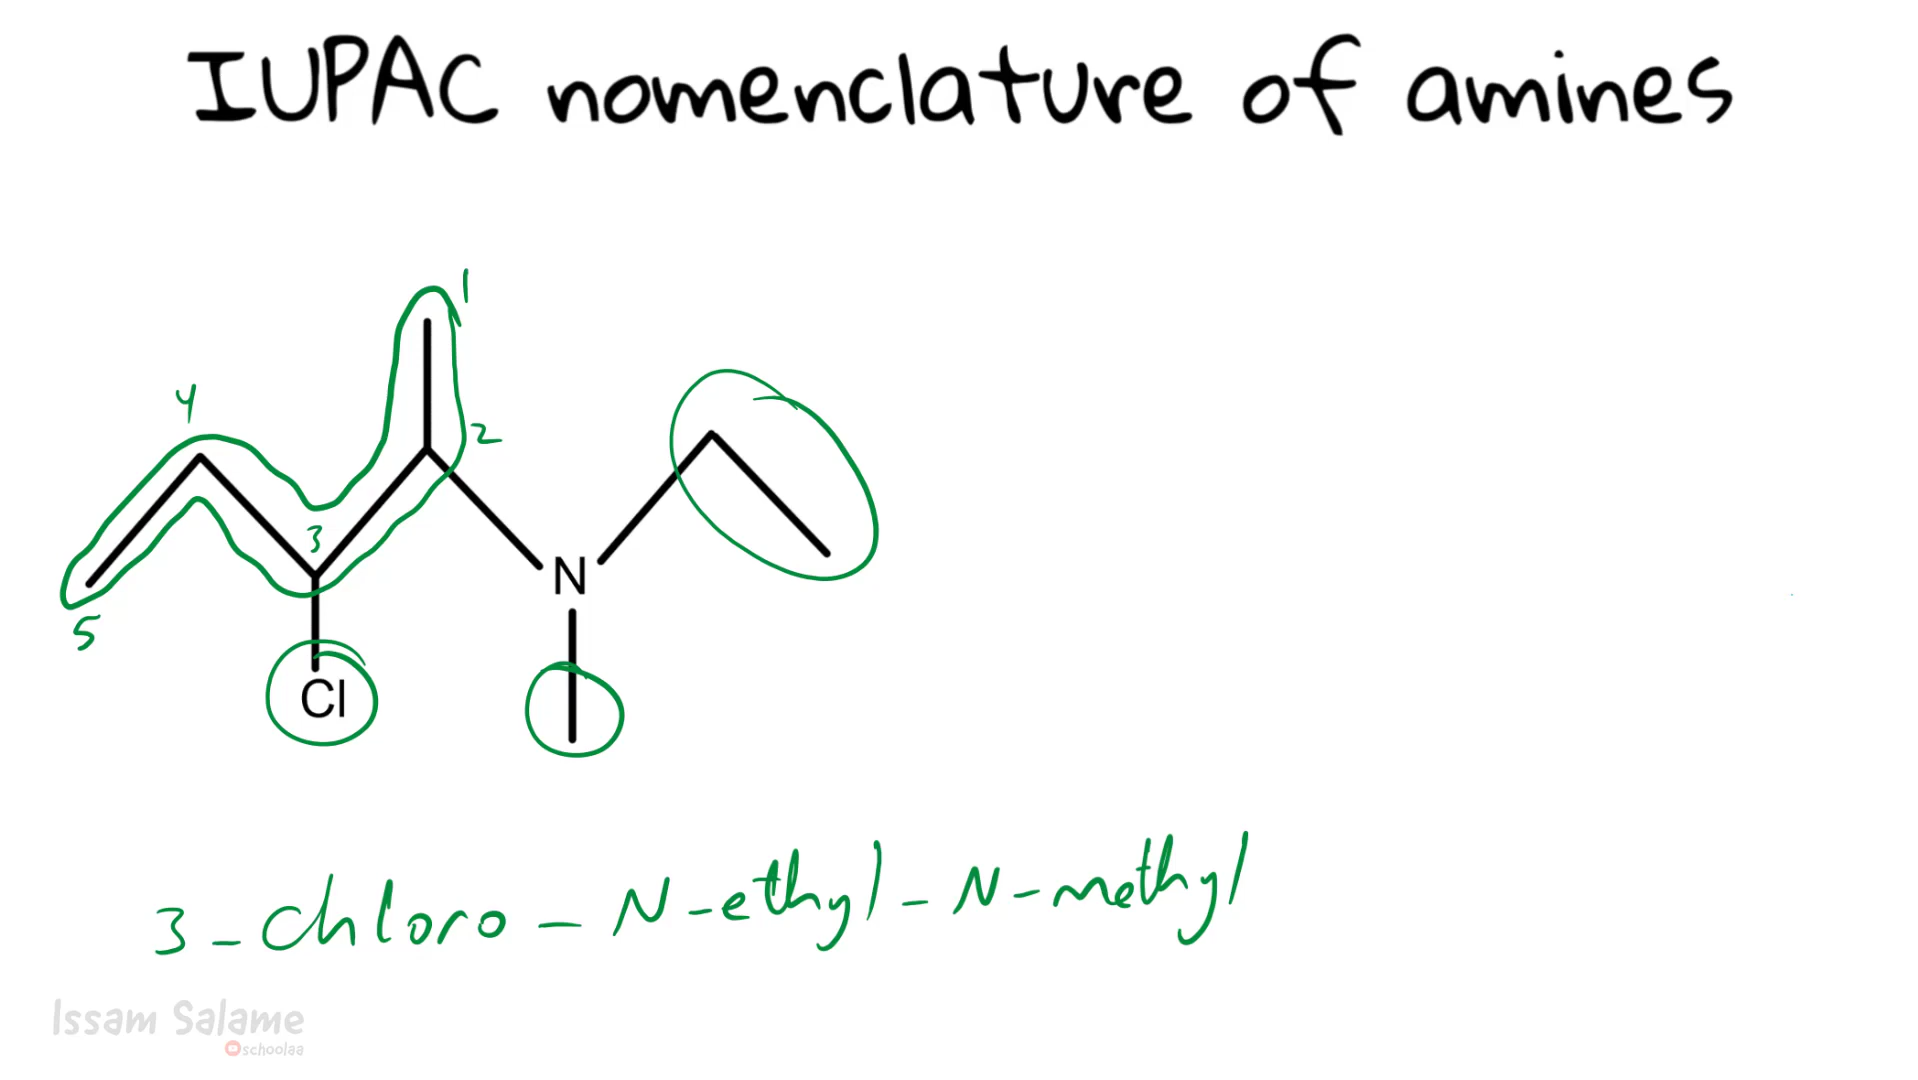 IUPAC nomenclature of amines
1
4
2
3
N
5
Cl
3-chloro-N-ethyl-N-methyl
Issam Salame
schoolaa